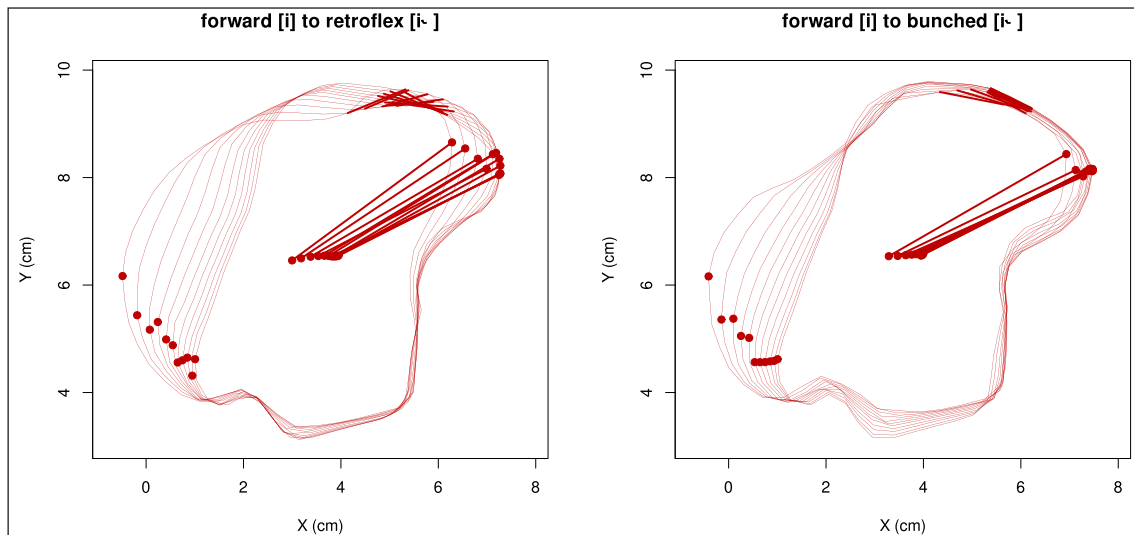 forward [i] to retroflex [i˞ ]
forward [i] to bunched [i˞ ]
10
8
6
4
Y (cm)
0 2 4 6 8
X (cm)
10
8
6
4
Y (cm)
0 2 4 6 8
X (cm)